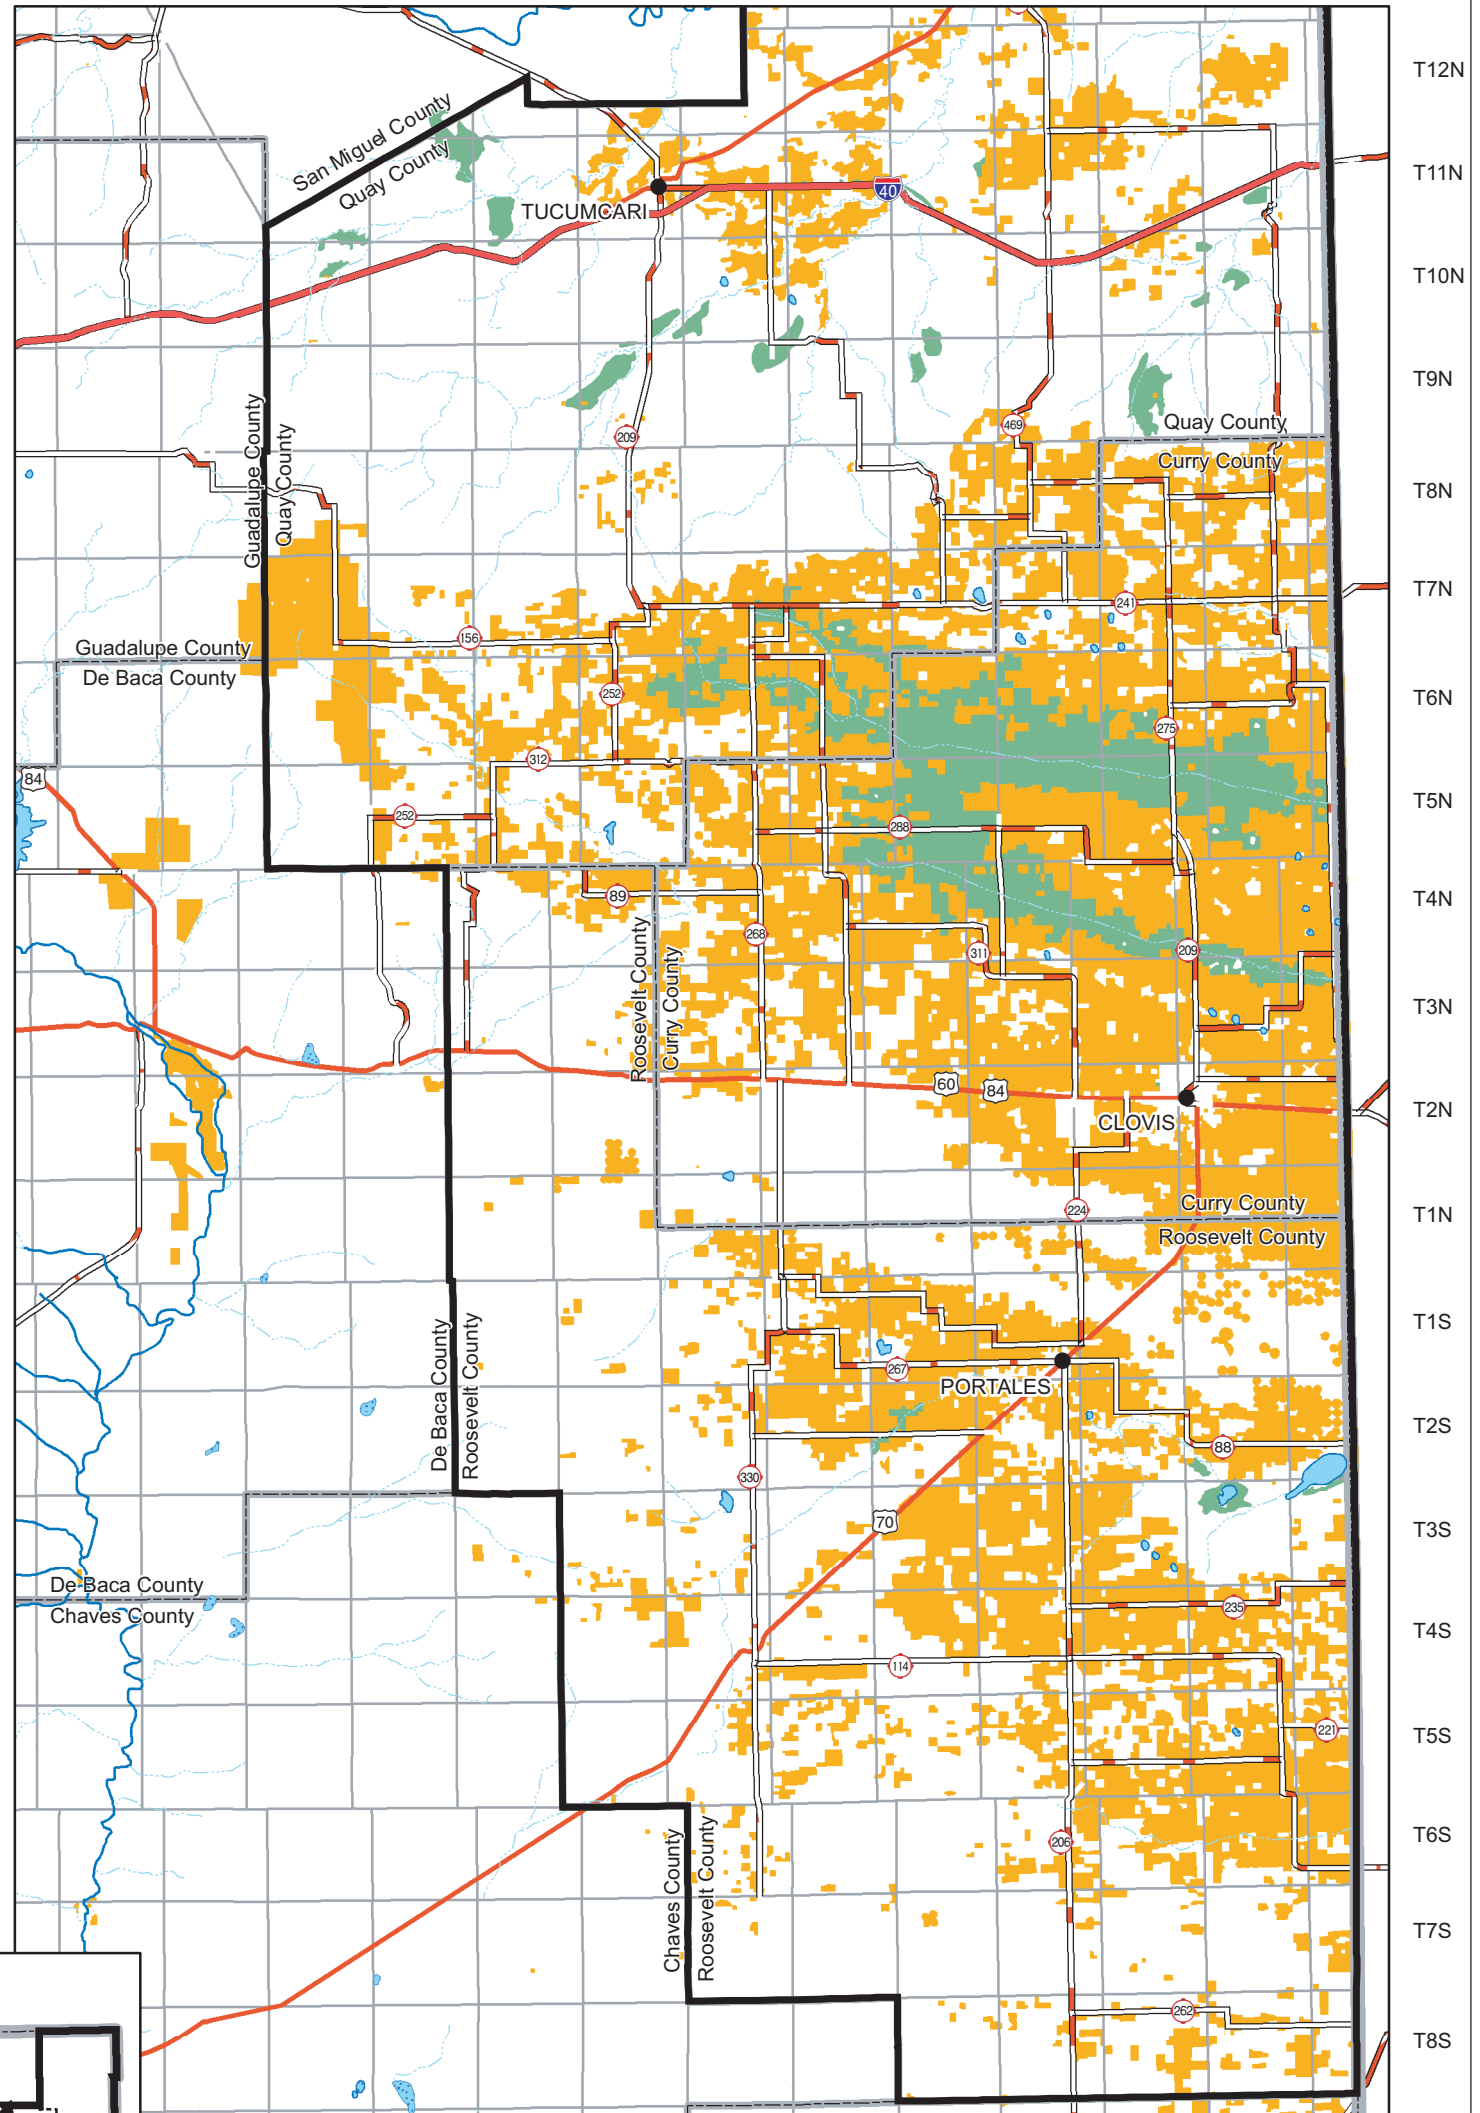 T12N
San Miguel County
Quay County
T11N
40
TUCUMCARI
T10N
T9N
Guadalupe County
Quay County
209
469
Quay County
Curry County
T8N
T7N
241
156
Guadalupe County
De Baca County
252
T6N
275
312
84
T5N
252
288
89
T4N
268
311
209
Roosevelt County
Curry County
T3N
60
84
T2N
CLOVIS
224
Curry County
Roosevelt County
T1N
T1S
De Baca County
Roosevelt County
267
PORTALES
T2S
88
330
70
T3S
De Baca County
Chaves County
235
T4S
114
T5S
221
T6S
206
Chaves County
Roosevelt County
T7S
262
T8S